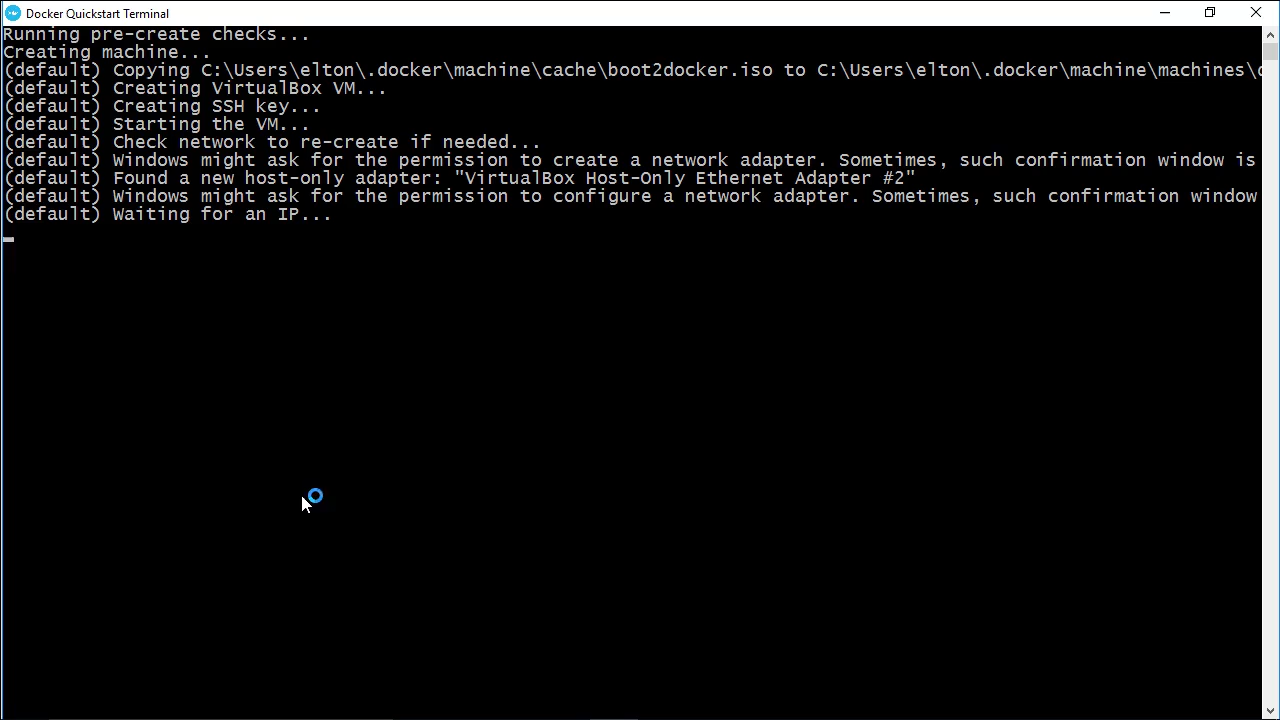 Docker Quickstart Terminal
Running pre-create checks...
Creating machine...
(default) Copying C:\Users\elton\.docker\machine\cache\boot2docker.iso to C:\Users\elton\.docker\machine\machines\
(default) Creating VirtualBox VM...
(default) Creating SSH key...
(default) Starting the VM...
(default) Check network to re-create if needed...
(default) Windows might ask for the permission to create a network adapter. Sometimes, such confirmation window is
(default) Found a new host-only adapter: "VirtualBox Host-Only Ethernet Adapter #2"
(default) Windows might ask for the permission to configure a network adapter. Sometimes, such confirmation window
(default) Waiting for an IP...